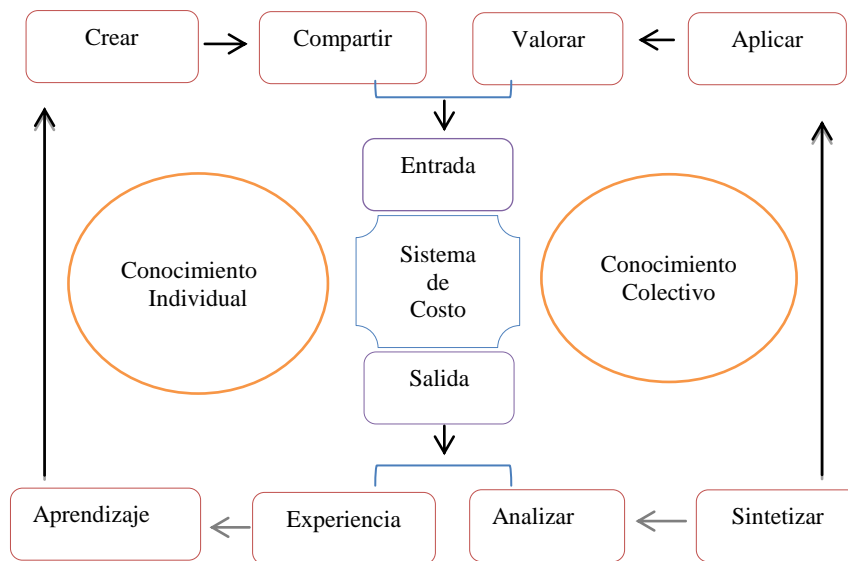 Crear
Compartir
Valorar
Aplicar
Entrada
Conocimiento
Individual
Sistema
de
Costo
Conocimiento
Colectivo
Salida
Aprendizaje
Experiencia
Analizar
Sintetizar